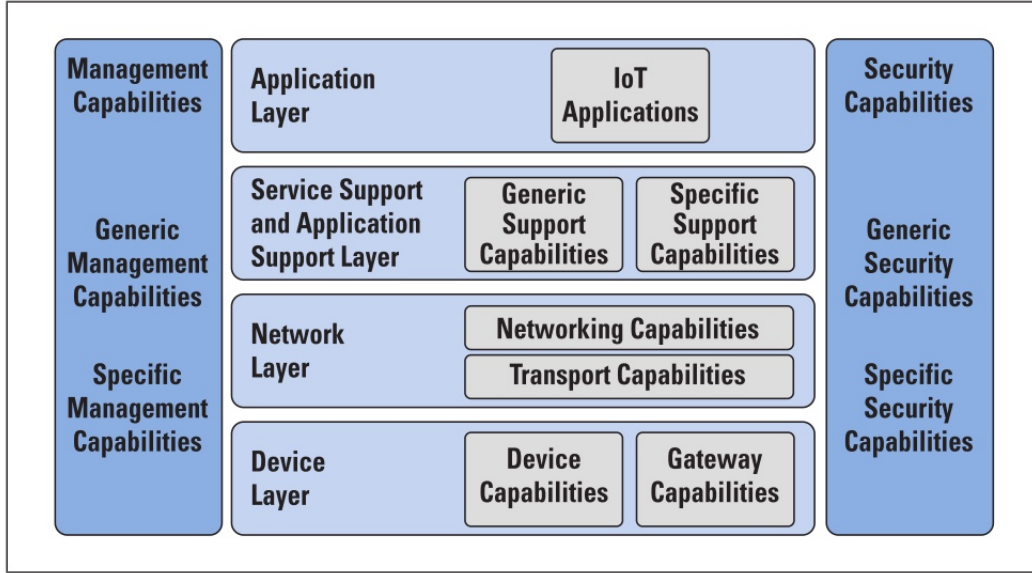 Management
Capabilities
Generic
Management
Capabilities
Specific
Management
Capabilities
Application
Layer
IoT
Applications
Service Support
and Application
Support Layer
Generic
Support
Capabilities
Specific
Support
Capabilities
Network
Layer
Networking Capabilities
Transport Capabilities
Device
Layer
Device
Capabilities
Gateway
Capabilities
Security
Capabilities
Generic
Security
Capabilities
Specific
Security
Capabilities